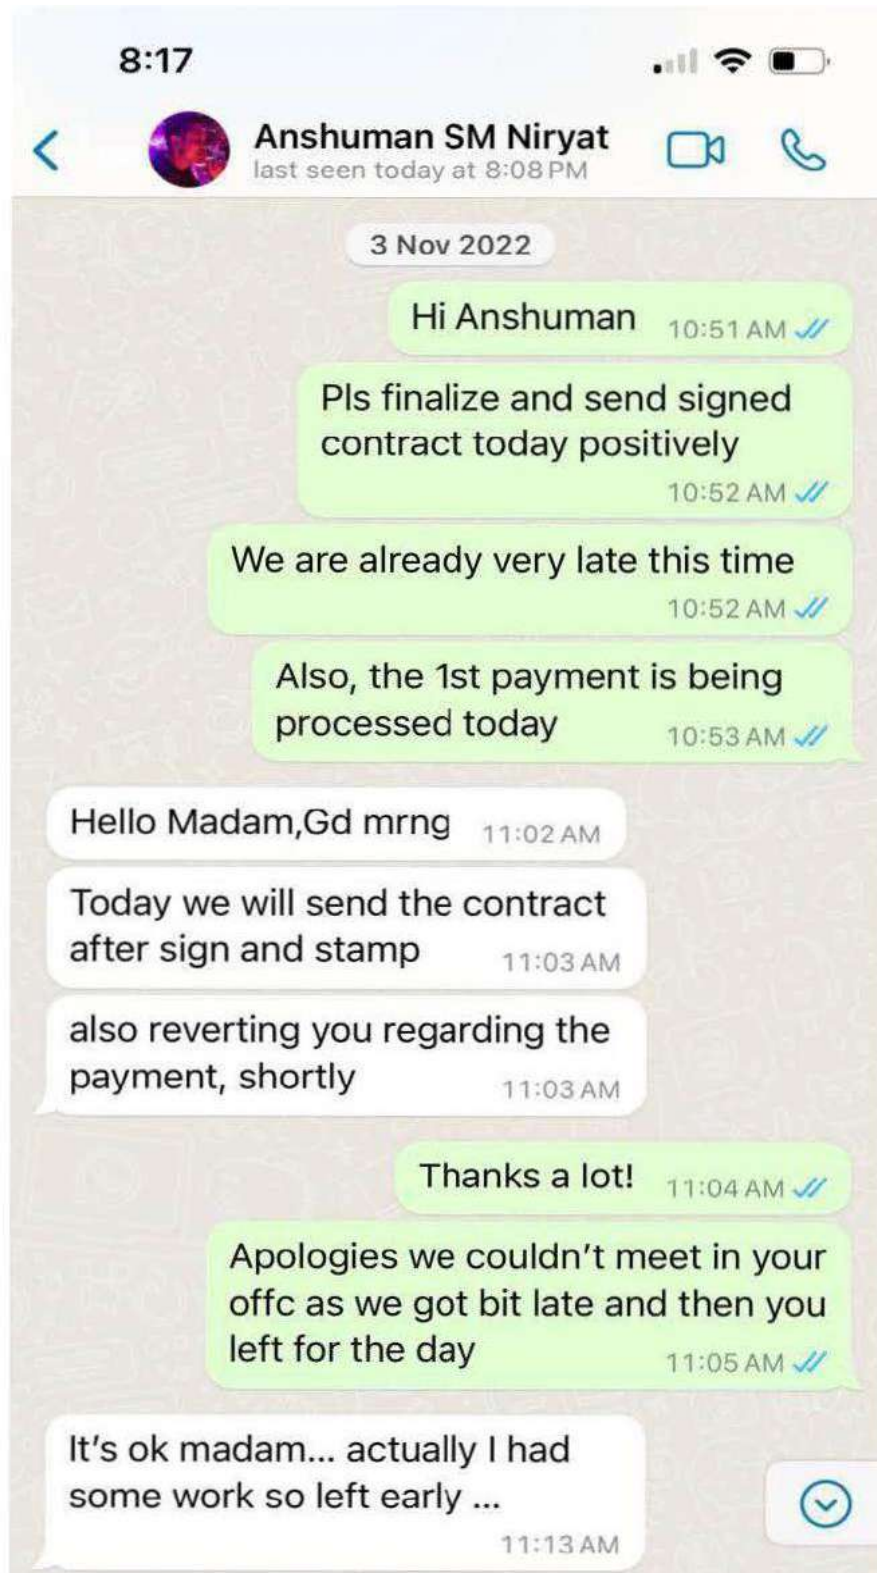 8:17
Anshuman SM Niryat
last seen today at 8:08 PM
3 Nov 2022
Hi Anshuman 10:51 AM
Pls finalize and send signed
contract today positively
10:52 AM
We are already very late this time
10:52 AM
Also, the 1st payment is being
processed today 10:53 AM
Hello Madam,Gd mrng 11:02 AM
Today we will send the contract
after sign and stamp 11:03 AM
also reverting you regarding the
payment, shortly 11:03 AM
Thanks a lot! 11:04 AM
Apologies we couldn't meet in your
offc as we got bit late and then you
left for the day 11:05 AM
It's ok madam... actually I had
some work so left early ...
11:13 AM